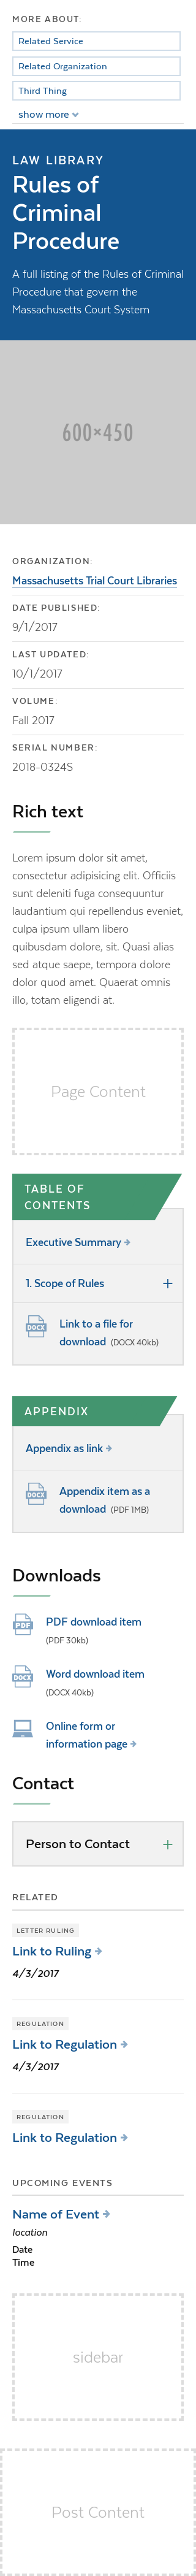 MORE ABOUT:
Related Service
Related Organization
Third Thing
show more
LAW LIBRARY
Rules of
Criminal
Procedure
A full listing of the Rules of Criminal
Procedure that govern the
Massachusetts Court System
600×450
ORGANIZATION:
Massachusetts Trial Court Libraries
DATE PUBLISHED:
9/1/2017
LAST UPDATED:
10/1/2017
VOLUME:
Fall 2017
SERIAL NUMBER:
2018-0324S
Rich text
Lorem ipsum dolor sit amet,
consectetur adipisicing elit. Officiis
sunt deleniti fuga consequuntur
laudantium qui repellendus eveniet,
culpa ipsum ullam libero
quibusdam dolore, sit. Quasi alias
sed atque saepe, tempora dolore
dolor quod amet. Quaerat omnis
illo, totam eligendi at.
Page Content
TABLE OF
CONTENTS
Executive Summary
1. Scope of Rules
DOCX
Link to a file for
download (DOCX 40kb)
APPENDIX
Appendix as link
DOCX
Appendix item as a
download (PDF 1MB)
Downloads
PDF
PDF download item
(PDF 30kb)
DOCX
Word download item
(DOCX 40kb)
Online form or
information page
Contact
Person to Contact
RELATED
LETTER RULING
Link to Ruling
4/3/2017
REGULATION
Link to Regulation
4/3/2017
REGULATION
Link to Regulation
UPCOMING EVENTS
Name of Event
location
Date
Time
sidebar
Post Content